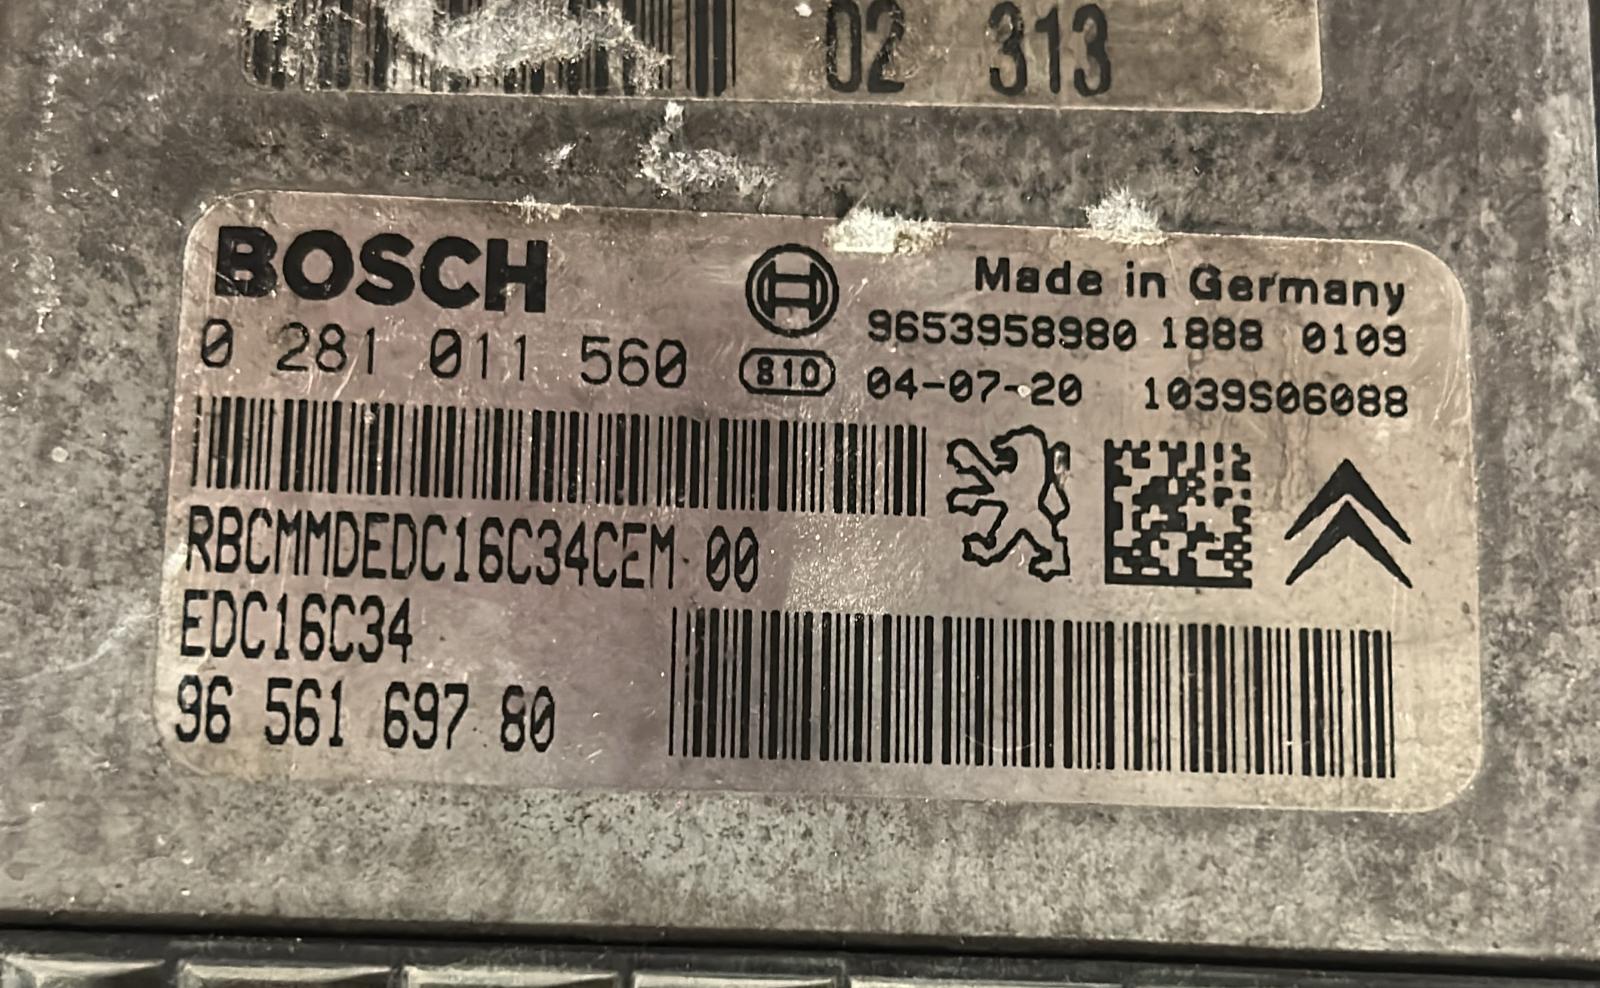 02 313
BOSCH
Made in Germany
0 281 011 560
810
9653958980 1888 0109
04-07-20 1039S06088
RBCMMDEDC16C34CEM 00
EDC16C34
96 561 697 80